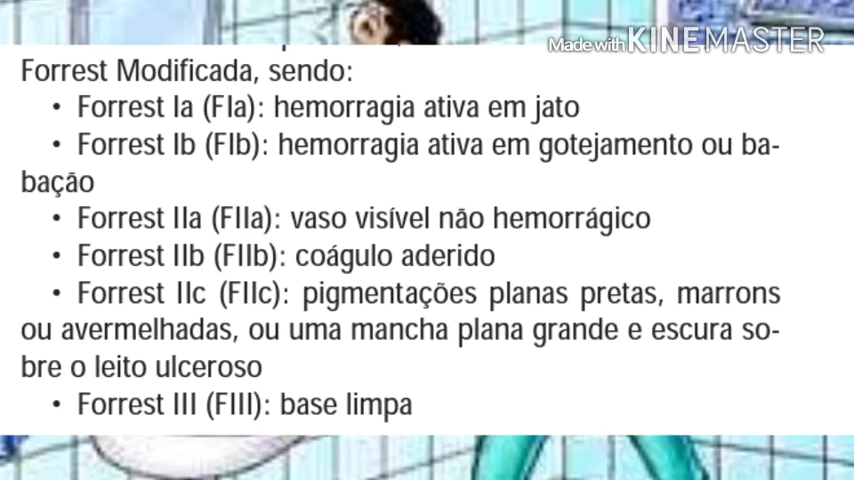 Made with KINEMASTER
Forrest Modificada, sendo:
• Forrest Ia (FIa): hemorragia ativa em jato
• Forrest Ib (FIb): hemorragia ativa em gotejamento ou ba-
bação
• Forrest IIa (FIIa): vaso visível não hemorrágico
• Forrest IIb (FIIb): coágulo aderido
• Forrest IIc (FIIc): pigmentações planas pretas, marrons
ou avermelhadas, ou uma mancha plana grande e escura so-
bre o leito ulceroso
• Forrest III (FIII): base limpa